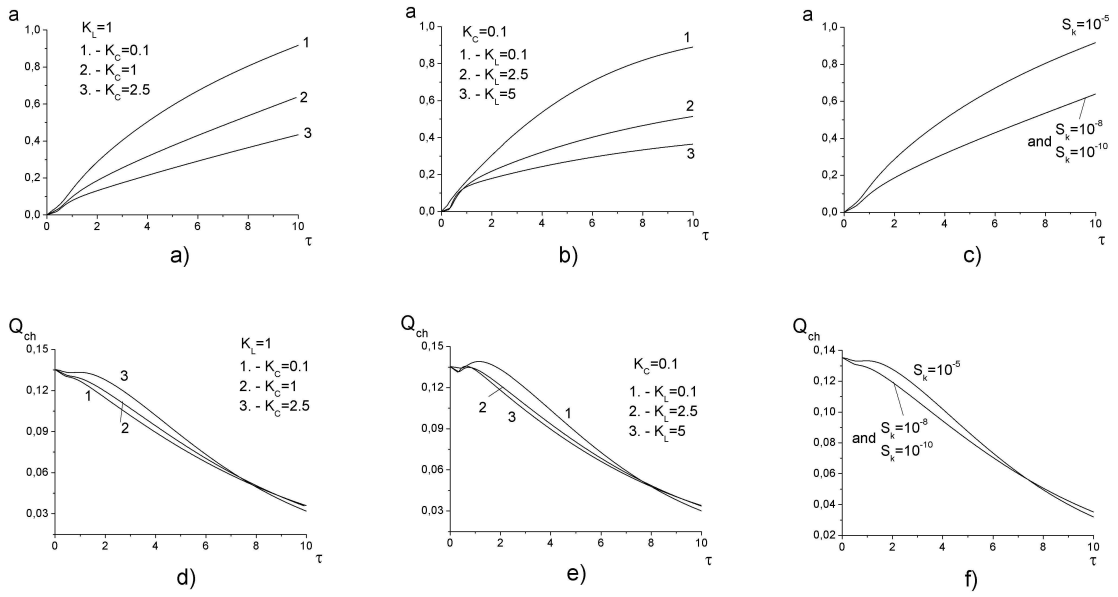 a
1,0
0,8
0,6
0,4
0,2
0,0
K_L=1
1. - K_C=0.1
2. - K_C=1
3. - K_C=2.5
1
2
3
0 2 4 6 8 10
τ
a)
a
1,0
0,8
0,6
0,4
0,2
0,0
K_C=0.1
1. - K_L=0.1
2. - K_L=2.5
3. - K_L=5
1
2
3
0 2 4 6 8 10
τ
b)
a
1,0
0,8
0,6
0,4
0,2
0,0
S_k=10^-5
S_k=10^-8
and
S_k=10^-10
0 2 4 6 8 10
τ
c)
Q_ch
0,15
0,12
0,09
0,06
0,03
K_L=1
1. - K_C=0.1
2. - K_C=1
3. - K_C=2.5
3
1
2
0 2 4 6 8 10
τ
d)
Q_ch
0,15
0,12
0,09
0,06
0,03
K_C=0.1
1. - K_L=0.1
2. - K_L=2.5
3. - K_L=5
1
2
3
0 2 4 6 8 10
τ
e)
Q_ch
0,14
0,12
0,10
0,08
0,06
0,04
0,02
S_k=10^-5
S_k=10^-8
and
S_k=10^-10
0 2 4 6 8 10
τ
f)